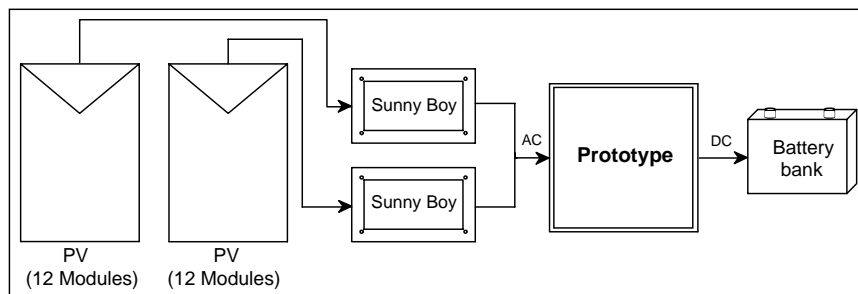 Sunny Boy
Sunny Boy
AC
Prototype
DC
Battery
bank
PV
(12 Modules)
PV
(12 Modules)